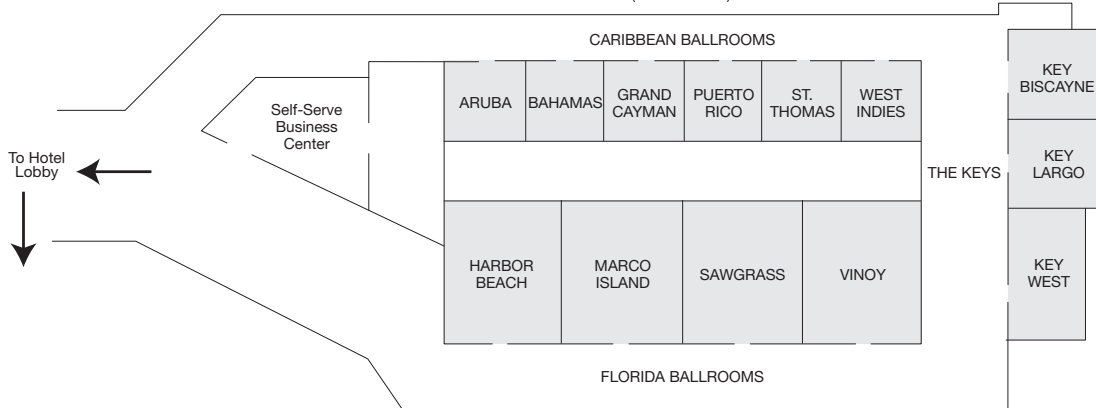 CARIBBEAN BALLROOMS
ARUBA
BAHAMAS
GRAND
CAYMAN
PUERTO
RICO
ST.
THOMAS
WEST
INDIES
KEY
BISCAYNE
Self-Serve
Business
Center
To Hotel
Lobby
THE KEYS
KEY
LARGO
HARBOR
BEACH
MARCO
ISLAND
SAWGRASS
VINOY
KEY
WEST
FLORIDA BALLROOMS